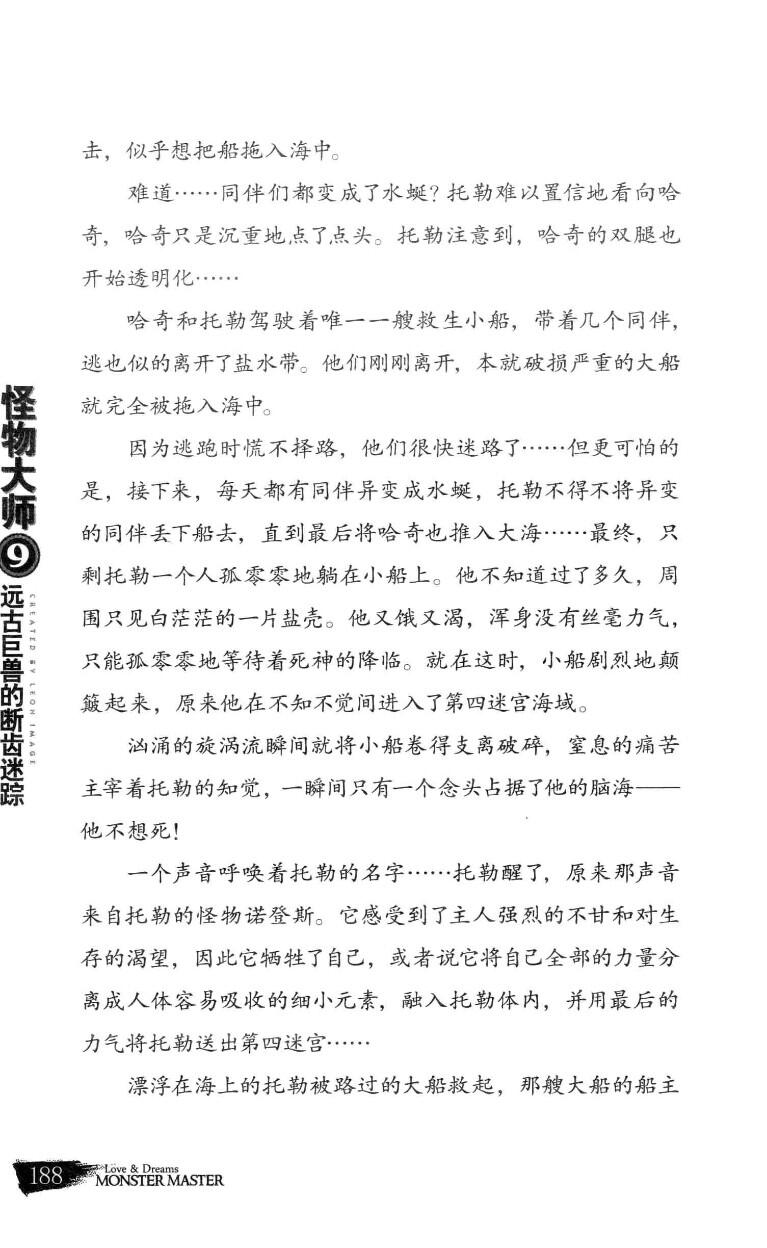 击，似乎想把船拖入海中。
难道……同伴们都变成了水蜒？托勒难以置信地看向哈
奇，哈奇只是沉重地点了点头。托勒注意到，哈奇的双腿也
开始透明化……
哈奇和托勒驾驶着唯一一艘救生小船，带着几个同伴，
逃也似的离开了盐水带。他们刚刚离开，本就破损严重的大船
就完全被拖入海中。
因为逃跑时慌不择路，他们很快迷路了……但更可怕的
是，接下来，每天都有同伴异变成水蜒，托勒不得不将异变
的同伴丢下船去，直到最后将哈奇也推入大海……最终，只
剩托勒一个人孤零零地躺在小船上。他不知道过了多久，周
围只见白茫茫的一片盐壳。他又饿又渴，浑身没有丝毫力气，
只能孤零零地等待着死神的降临。就在这时，小船剧烈地颠
簸起来，原来他在不知不觉间进入了第四迷宫海域。
汹涌的旋涡流瞬间就将小船卷得支离破碎，窒息的痛苦
主宰着托勒的知觉，一瞬间只有一个念头占据了他的脑海——
他不想死！
一个声音呼唤着托勒的名字……托勒醒了，原来那声音
来自托勒的怪物诺登斯。它感受到了主人强烈的不甘和对生
存的渴望，因此它牺牲了自己，或者说它将自己全部的力量分
离成人体容易吸收的细小元素，融入托勒体内，并用最后的
力气将托勒送出第四迷宫……
漂浮在海上的托勒被路过的大船救起，那艘大船的船主
怪物大师⑨
远古巨兽的断齿迷踪
CREATED BY LEON IMAGE
188
Love & Dreams
MONSTER MASTER